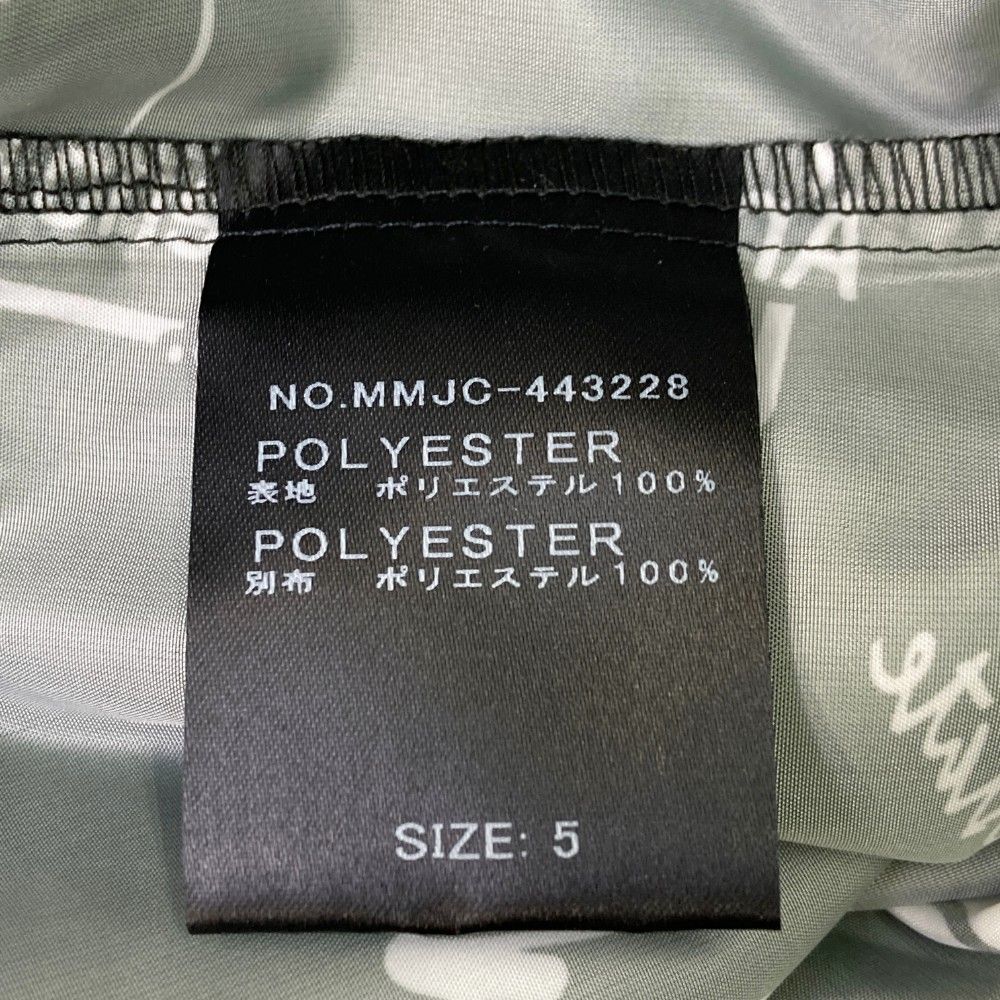 NO.MMJC-443228
POLYESTER
表地 ポリエステル100%
POLYESTER
別布 ポリエステル100%
SIZE: 5